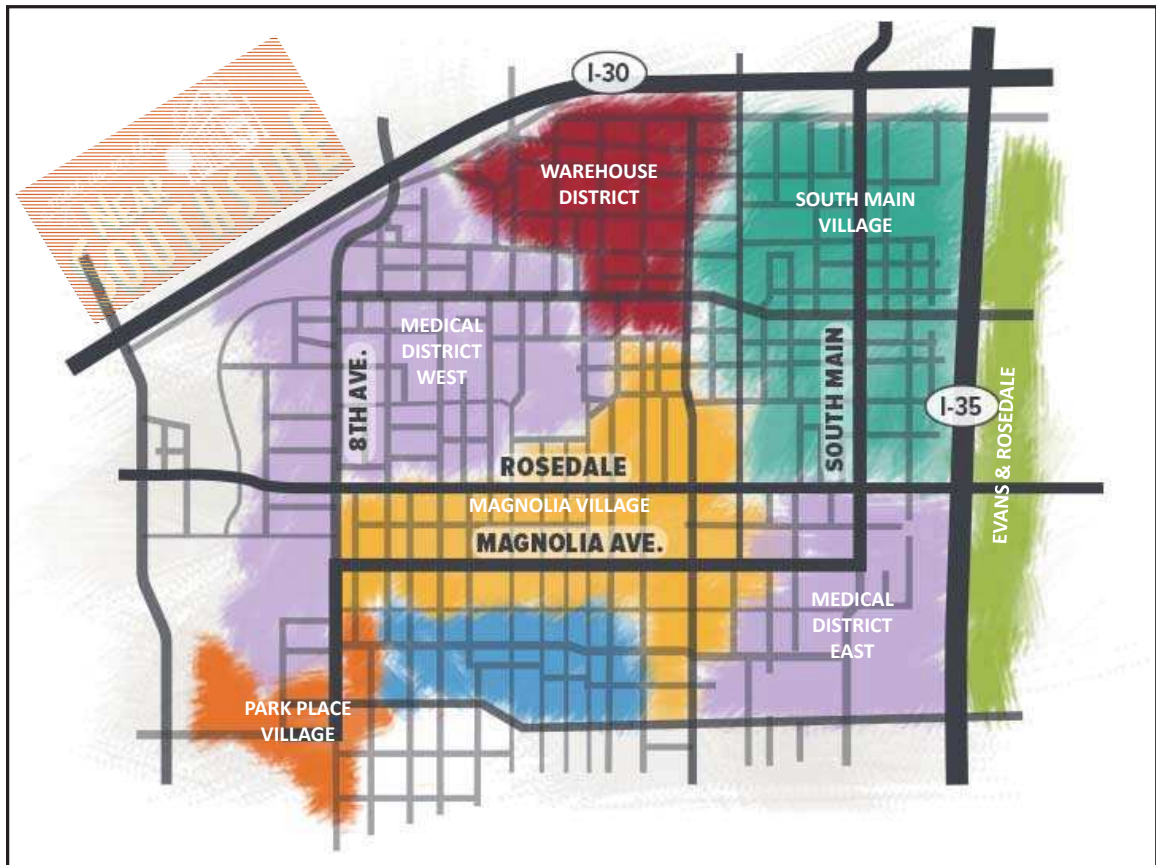 I-30
NEAR
SOUTHSIDE
WAREHOUSE
DISTRICT
SOUTH MAIN
VILLAGE
MEDICAL
DISTRICT
WEST
8TH AVE.
SOUTH MAIN
I-35
EVANS & ROSEDALE
ROSEDALE
MAGNOLIA VILLAGE
MAGNOLIA AVE.
MEDICAL
DISTRICT
EAST
PARK PLACE
VILLAGE